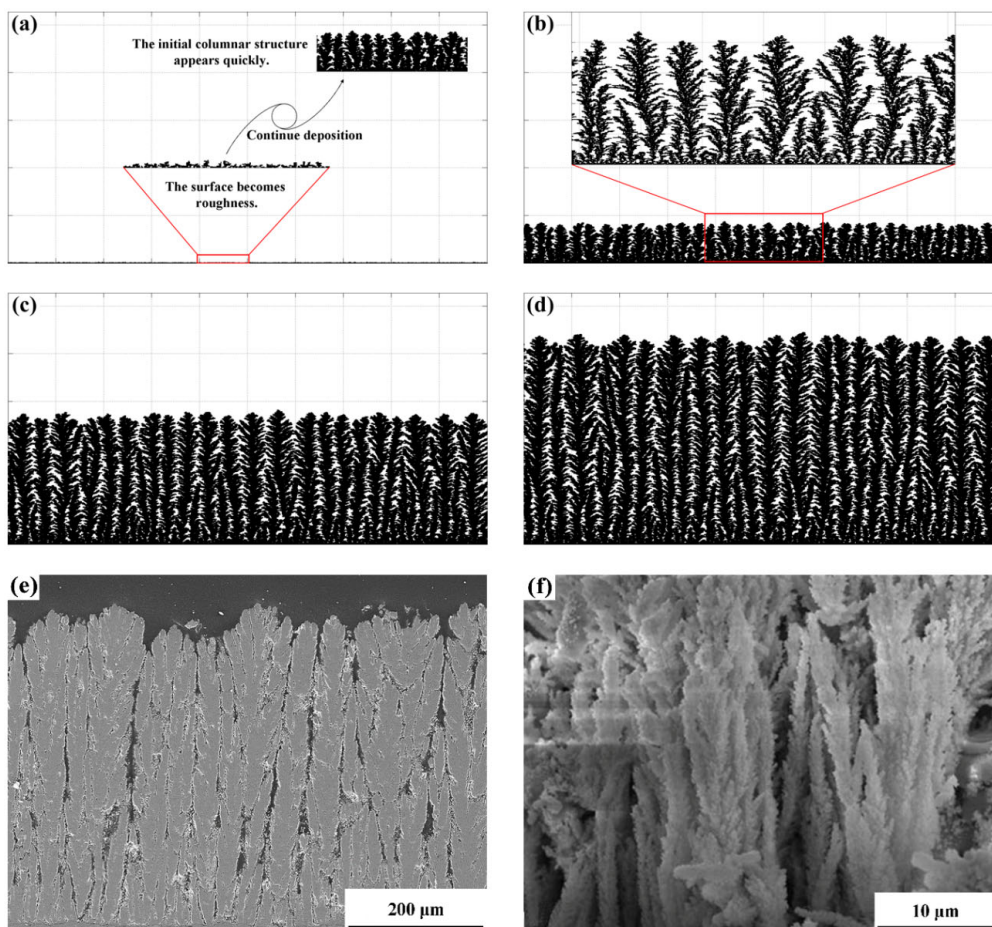 (a)
The initial columnar structure
appears quickly.
Continue deposition
The surface becomes
roughness.
(b)
(c)
(d)
(e)
200 μm
(f)
10 μm